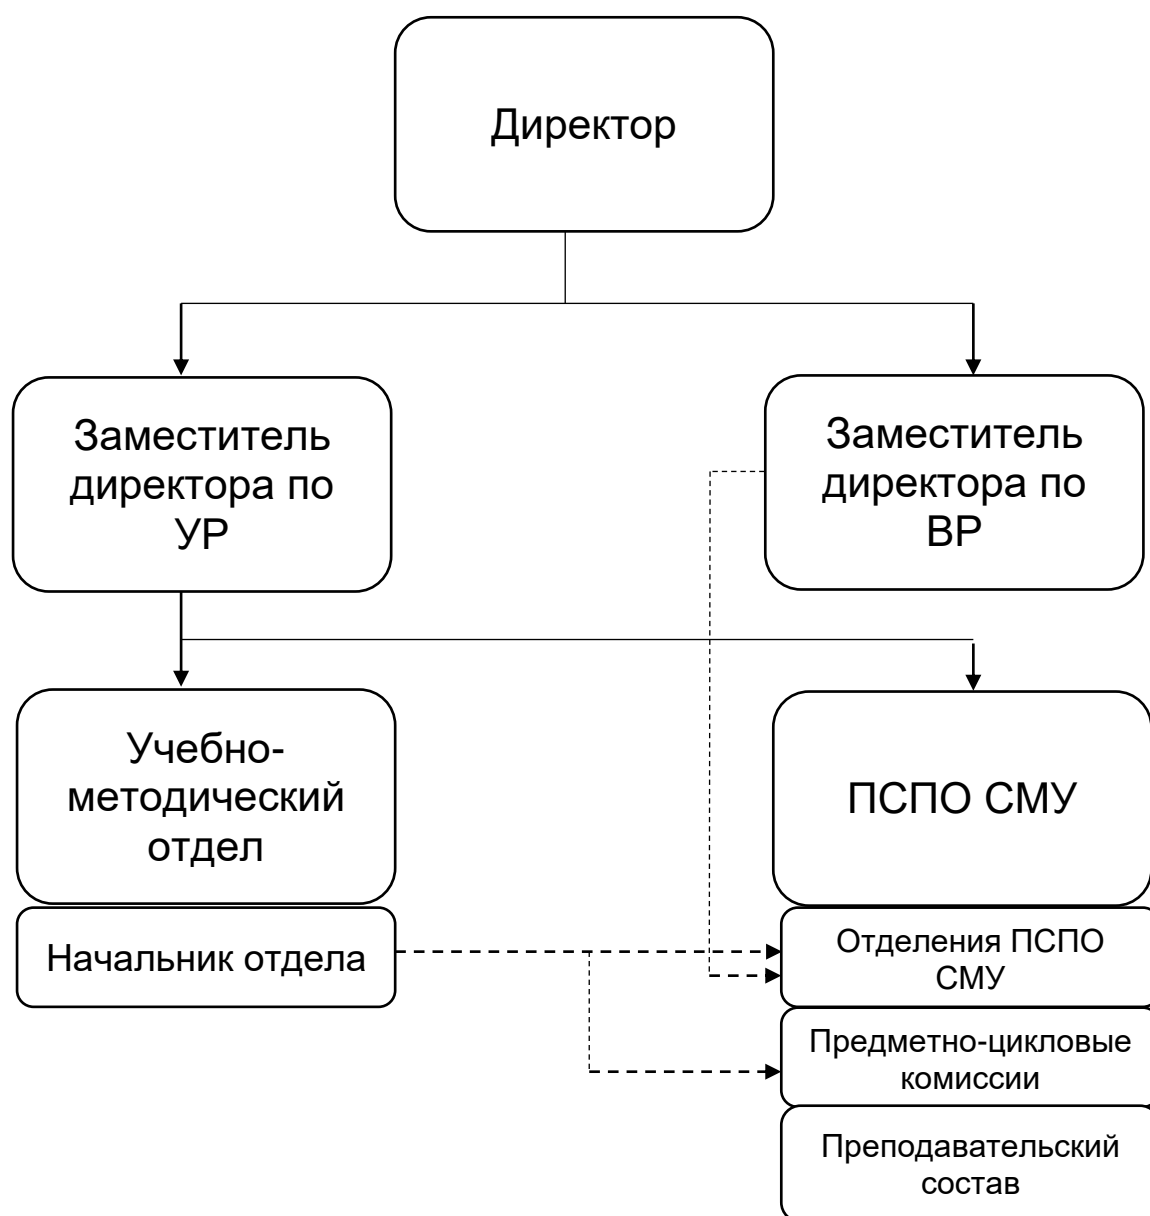 Директор
Заместитель
директора по
УР
Заместитель
директора по
ВР
Учебно-
методический
отдел
ПСПО СМУ
Начальник отдела
Отделения ПСПО
СМУ
Предметно-цикловые
комиссии
Преподавательский
состав